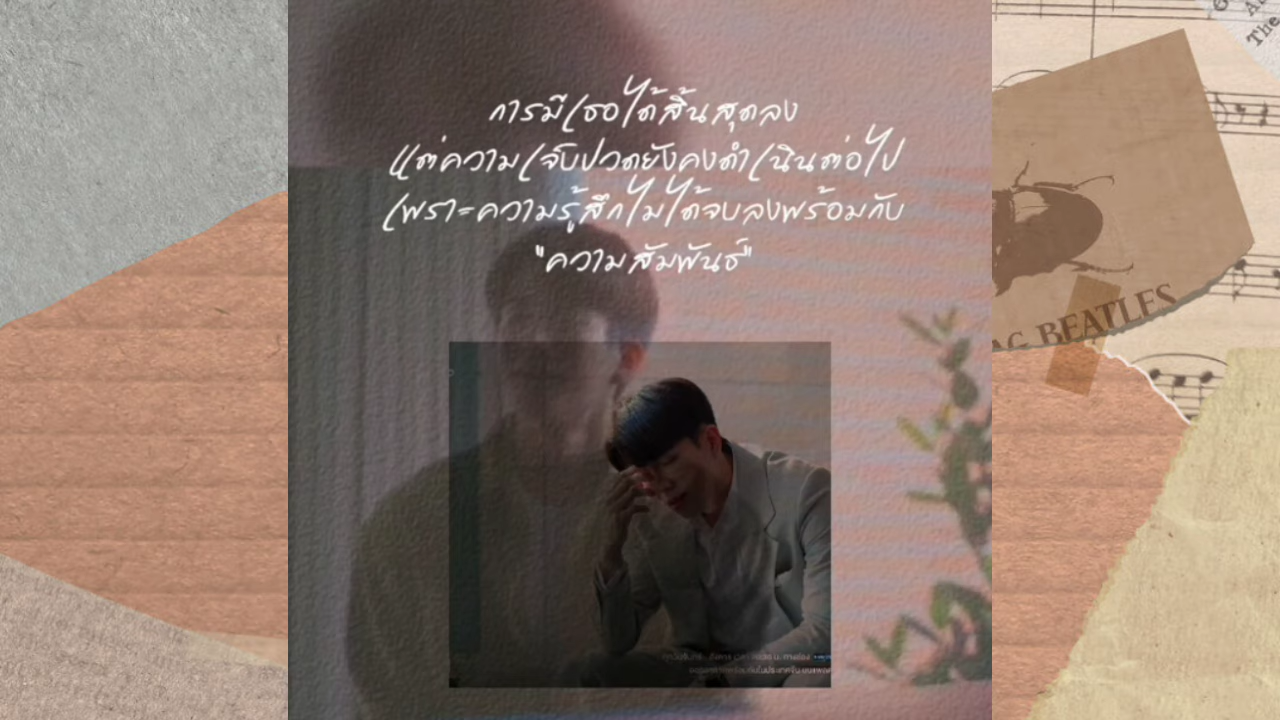 การมีเธอได้สิ้นสุดลง
แต่ความเจ็บปวดยังคงดำเนินต่อไป
เพราะความรู้สึกไม่ได้จบลงพร้อมกับ
"ความสัมพันธ์"
The
BEATLES